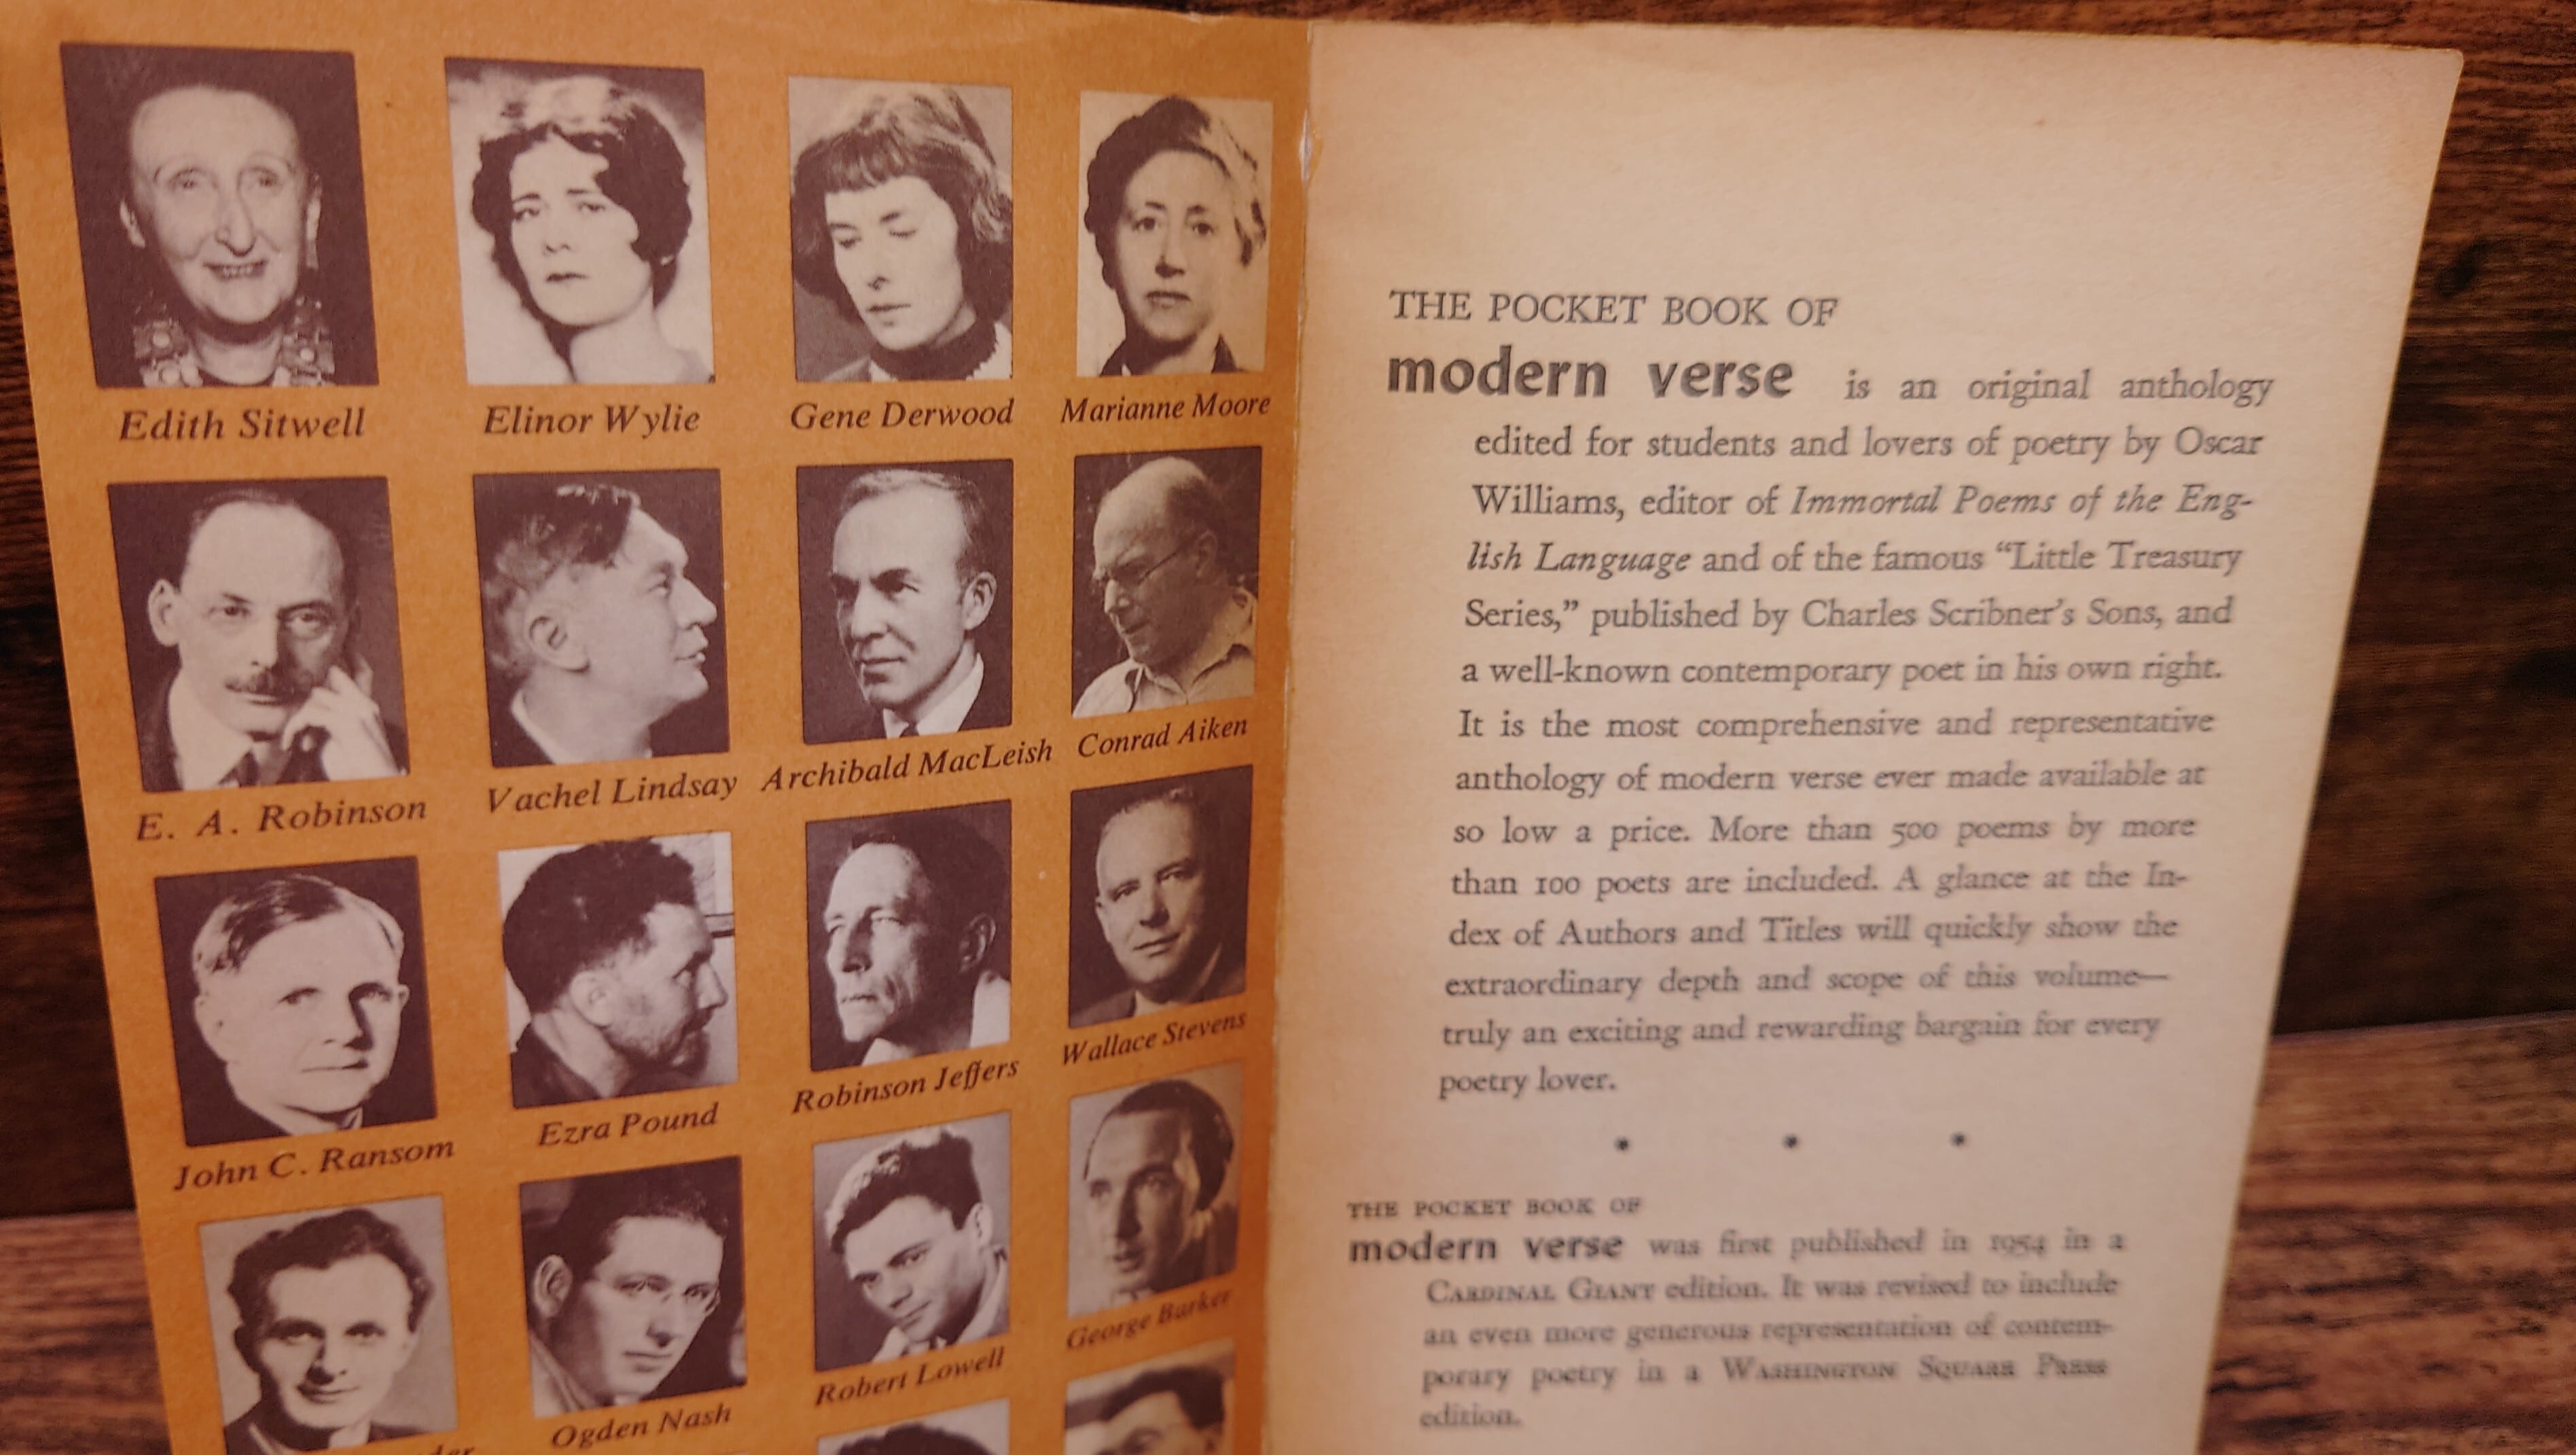 Edith Sitwell
Elinor Wylie
Gene Derwood
Marianne Moore
E. A. Robinson
Vachel Lindsay
Archibald MacLeish
Conrad Aiken
John C. Ransom
Ezra Pound
Robinson Jeffers
Wallace Stevens
Ogden Nash
Robert Lowell
George Barker
THE POCKET BOOK OF
modern verse is an original anthology
edited for students and lovers of poetry by Oscar
Williams, editor of Immortal Poems of the Eng-
lish Language and of the famous “Little Treasury
Series,” published by Charles Scribner’s Sons, and
a well-known contemporary poet in his own right.
It is the most comprehensive and representative
anthology of modern verse ever made available at
so low a price. More than 500 poems by more
than 100 poets are included. A glance at the In-
dex of Authors and Titles will quickly show the
extraordinary depth and scope of this volume—
truly an exciting and rewarding bargain for every
poetry lover.
THE POCKET BOOK OF
modern verse was first published in 1954 in a
CARDINAL GIANT edition. It was revised to include
an even more generous representation of contem-
porary poetry in a WASHINGTON SQUARE PRESS
edition.